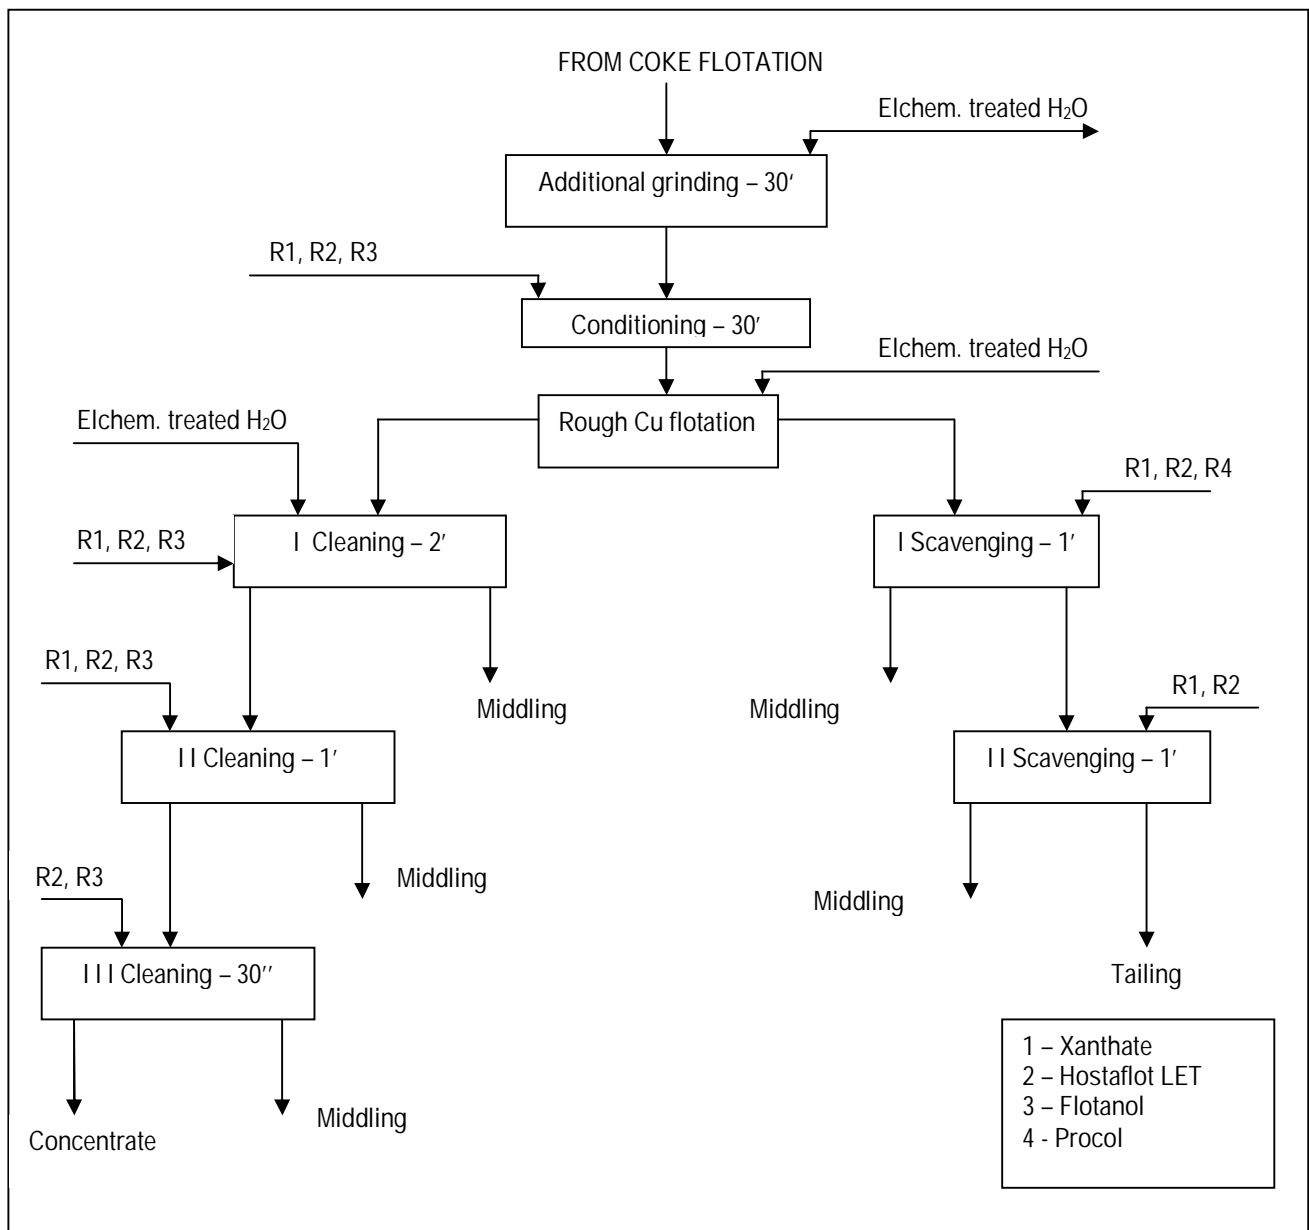 FROM COKE FLOTATION
Elchem. treated H₂O
Additional grinding – 30‘
R1, R2, R3
Conditioning – 30′
Elchem. treated H₂O
Elchem. treated H₂O
Rough Cu flotation
R1, R2, R4
R1, R2, R3
I Cleaning – 2′
I Scavenging – 1′
R1, R2, R3
Middling
Middling
R1, R2
II Cleaning – 1′
II Scavenging – 1′
R2, R3
Middling
Middling
III Cleaning – 30′′
Tailing
1 – Xanthate
2 – Hostaflot LET
3 – Flotanol
4 - Procol
Middling
Concentrate